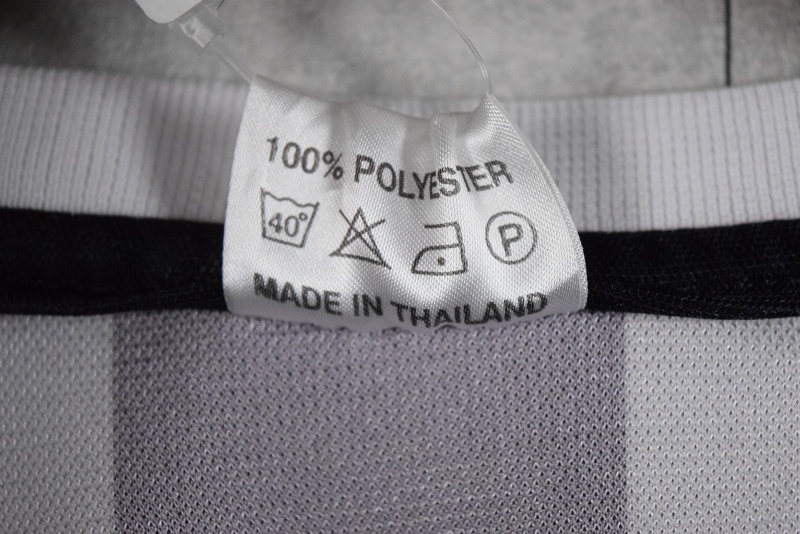 100% POLYESTER
40°
P
MADE IN THAILAND